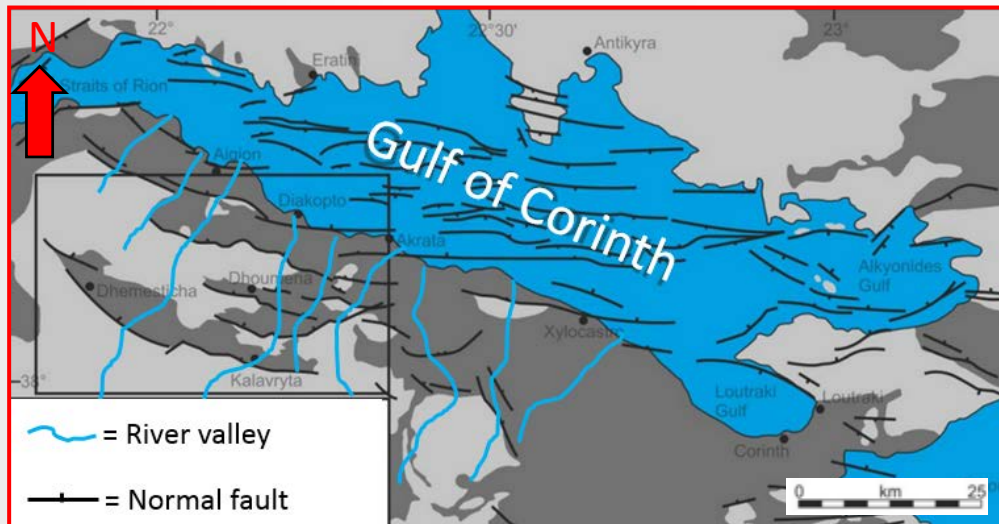 N
22°
22°30'
23°
Antikyra
Eratini
Straits of Rion
Gulf of Corinth
Aigion
Diakopto
Akrata
Dhoumena
Dhemesticha
Alkyonides
Gulf
Xylocastro
38°
Kalavryta
Loutraki
Gulf
Loutraki
Corinth
= River valley
= Normal fault
0 km 25